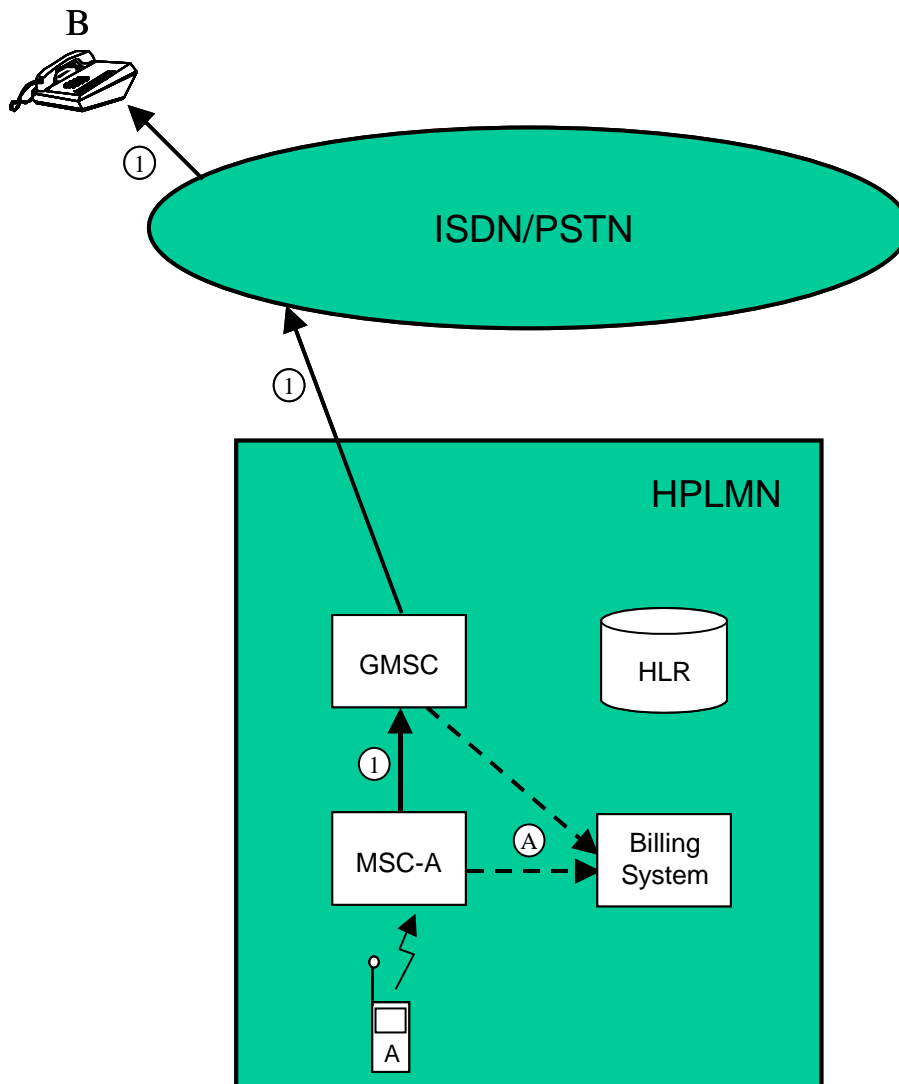 B
1
ISDN/PSTN
1
HPLMN
GMSC
HLR
1
A
MSC-A
Billing
System
A